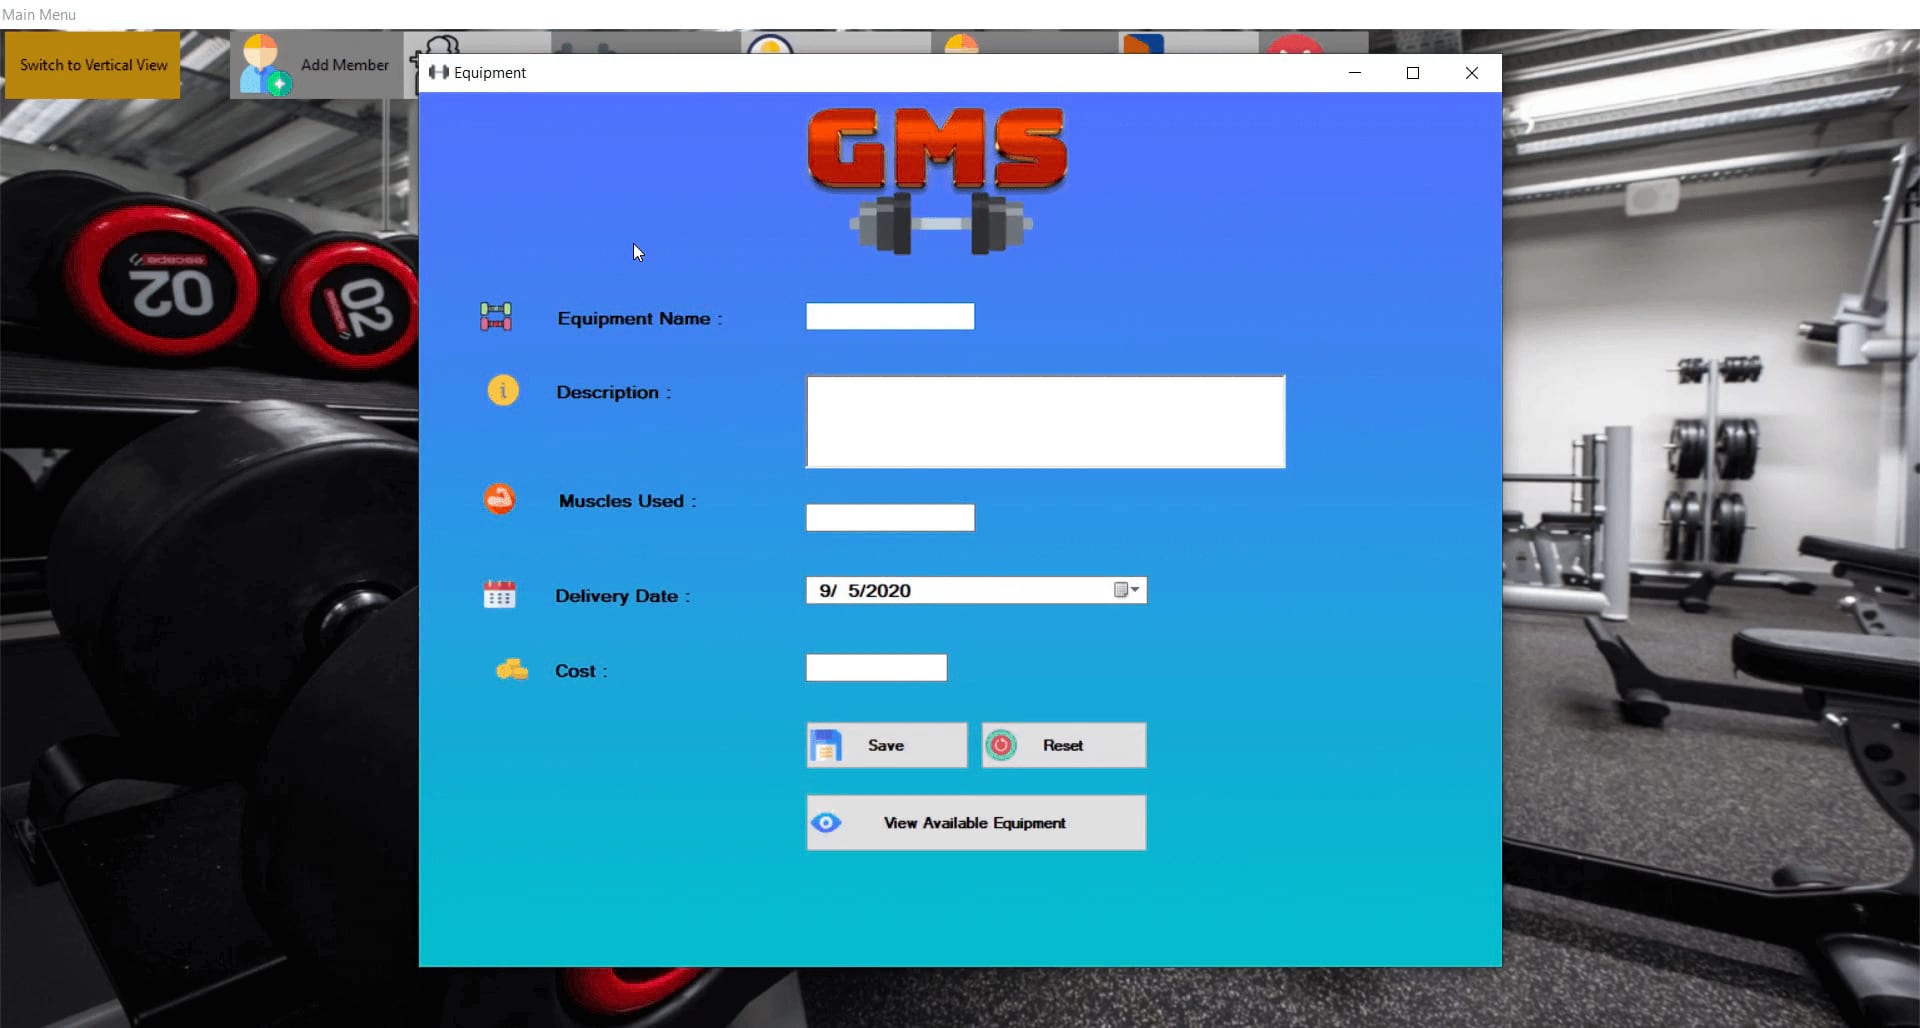 Main Menu
Switch to Vertical View
Add Member
Equipment
GMS
02
02
Equipment Name :
i
Description :
Muscles Used :
Delivery Date :
9/ 5/2020
Cost :
Save
Reset
View Available Equipment